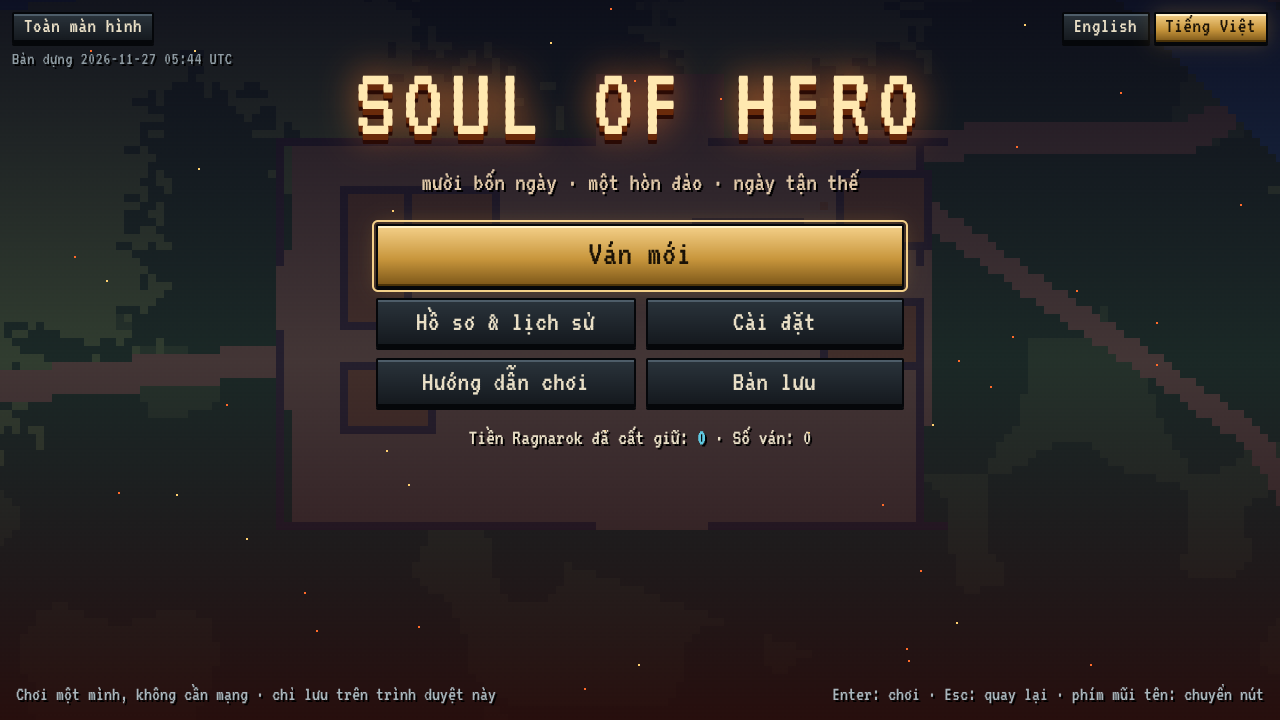 Toàn màn hình
English
Tiếng Việt
Bản dựng 2026-11-27 05:44 UTC
SOUL OF HERO
mười bốn ngày · một hòn đảo · ngày tận thế
Ván mới
Hồ sơ & lịch sử
Cài đặt
Hướng dẫn chơi
Bản lưu
Tiền Ragnarok đã cất giữ: 0 · Số ván: 0
Chơi một mình, không cần mạng · chỉ lưu trên trình duyệt này
Enter: chơi · Esc: quay lại · phím mũi tên: chuyển nút